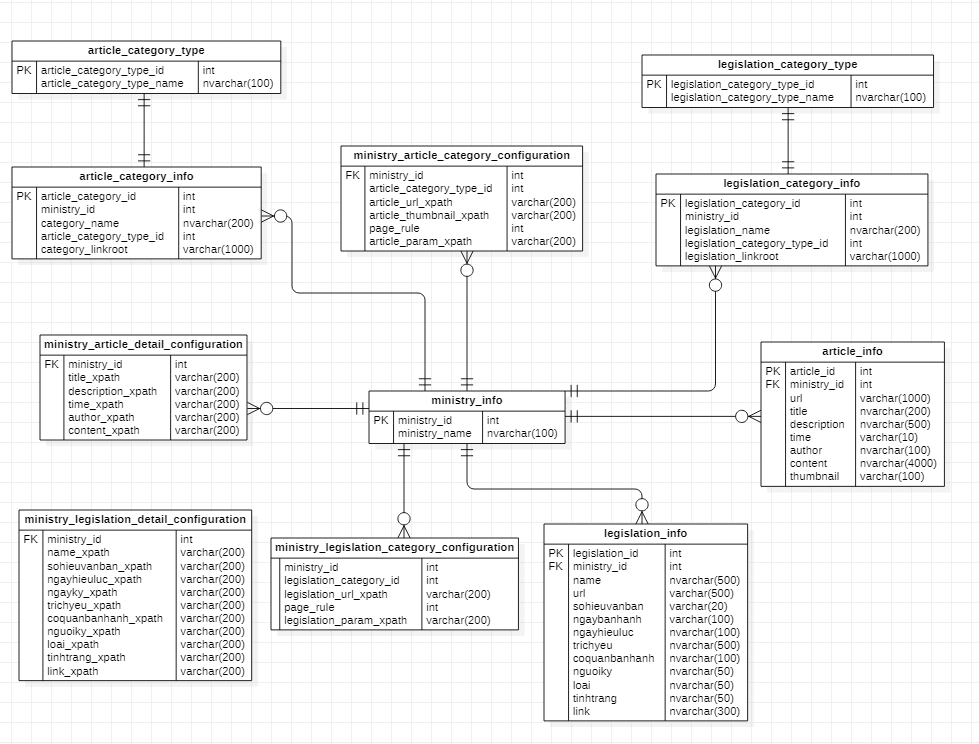 article_category_type
PK article_category_type_id int
article_category_type_name nvarchar(100)
legislation_category_type
PK legislation_category_type_id int
legislation_category_type_name nvarchar(100)
ministry_article_category_configuration
FK ministry_id int
article_category_type_id int
article_url_xpath varchar(200)
article_thumbnail_xpath varchar(200)
page_rule int
article_param_xpath varchar(200)
article_category_info
PK article_category_id int
ministry_id int
category_name nvarchar(200)
article_category_type_id int
category_linkroot varchar(1000)
legislation_category_info
PK legislation_category_id int
ministry_id int
legislation_name nvarchar(200)
legislation_category_type_id int
legislation_linkroot varchar(1000)
ministry_article_detail_configuration
FK ministry_id int
title_xpath varchar(200)
description_xpath varchar(200)
time_xpath varchar(200)
author_xpath varchar(200)
content_xpath varchar(200)
article_info
PK article_id int
FK ministry_id int
url varchar(1000)
title nvarchar(200)
description nvarchar(500)
time varchar(10)
author nvarchar(100)
content nvarchar(4000)
thumbnail varchar(100)
ministry_info
PK ministry_id int
ministry_name nvarchar(100)
ministry_legislation_detail_configuration
FK ministry_id int
name_xpath varchar(200)
sohieuvanban_xpath varchar(200)
ngayhieuluc_xpath varchar(200)
ngayky_xpath varchar(200)
trichyeu_xpath varchar(200)
coquanbanhanh_xpath varchar(200)
nguoiky_xpath varchar(200)
loai_xpath varchar(200)
tinhtrang_xpath varchar(200)
link_xpath varchar(200)
ministry_legislation_category_configuration
ministry_id int
legislation_category_id int
legislation_url_xpath varchar(200)
page_rule int
legislation_param_xpath varchar(200)
legislation_info
PK legislation_id int
FK ministry_id int
name nvarchar(500)
url varchar(500)
sohieuvanban varchar(20)
ngaybanhanh varchar(100)
ngayhieuluc nvarchar(100)
trichyeu nvarchar(500)
coquanbanhanh nvarchar(100)
nguoiky nvarchar(50)
loai nvarchar(50)
tinhtrang nvarchar(50)
link nvarchar(300)